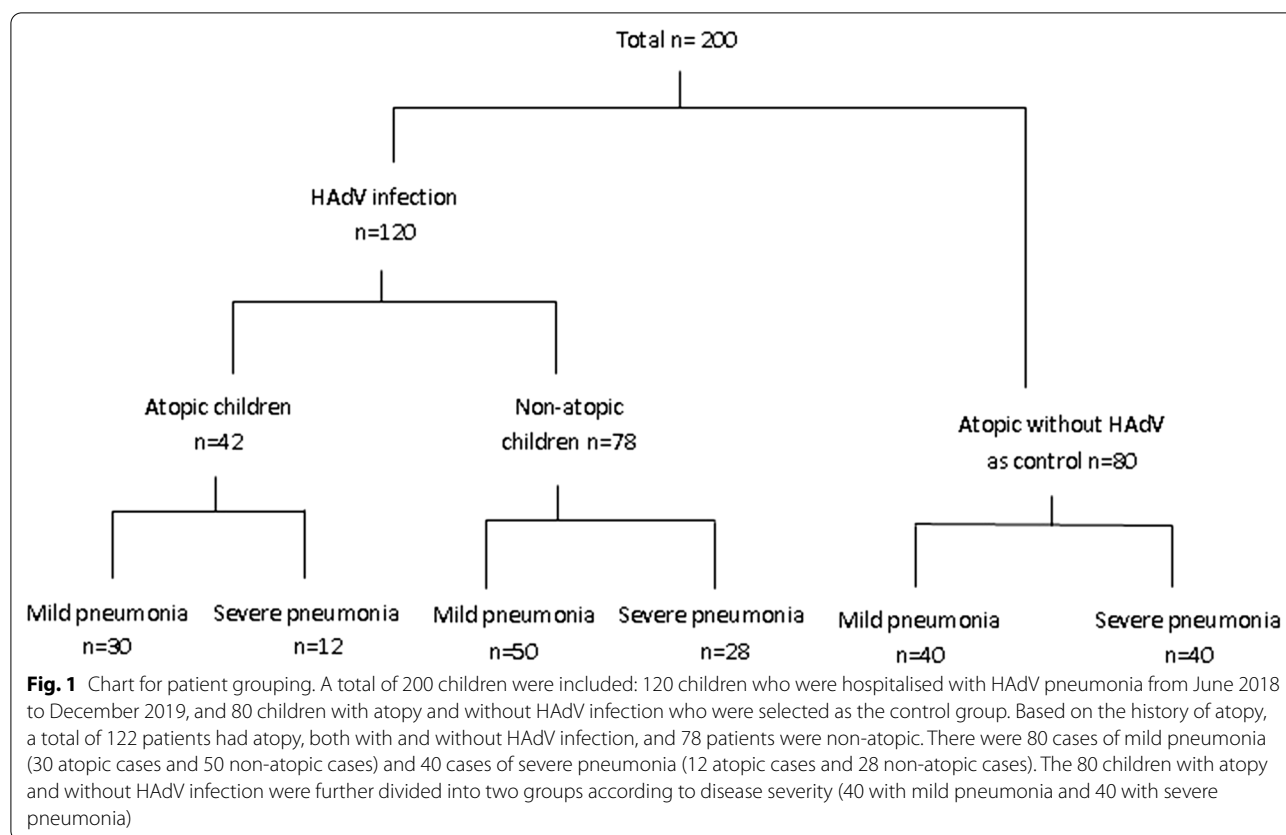 Total n= 200
HAdV infection
n=120
Atopic children
n=42
Non-atopic
children n=78
Atopic without HAdV
as control n=80
Mild pneumonia
n=30
Severe pneumonia
n=12
Mild pneumonia
n=50
Severe pneumonia
n=28
Mild pneumonia
n=40
Severe pneumonia
n=40
Fig. 1 Chart for patient grouping. A total of 200 children were included: 120 children who were hospitalised with HAdV pneumonia from June 2018
to December 2019, and 80 children with atopy and without HAdV infection who were selected as the control group. Based on the history of atopy,
a total of 122 patients had atopy, both with and without HAdV infection, and 78 patients were non-atopic. There were 80 cases of mild pneumonia
(30 atopic cases and 50 non-atopic cases) and 40 cases of severe pneumonia (12 atopic cases and 28 non-atopic cases). The 80 children with atopy
and without HAdV infection were further divided into two groups according to disease severity (40 with mild pneumonia and 40 with severe
pneumonia)